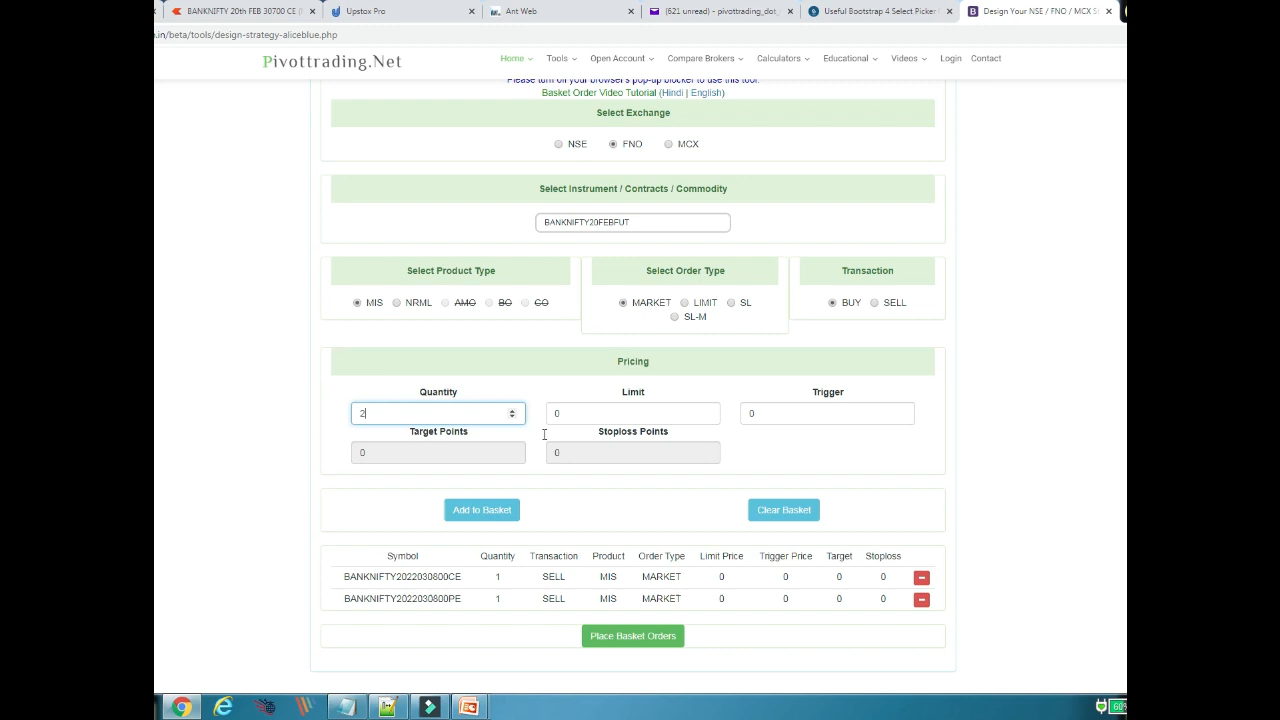 BANKNIFTY 20th FEB 30700 CE (
Upstox Pro
Ant Web
(621 unread) - pivottrading_dot_
Useful Bootstrap 4 Select Picker
Design Your NSE / FNO / MCX S
e.in/beta/tools/design-strategy-aliceblue.php
Pivottrading.Net
Home Tools Open Account Compare Brokers Calculators Educational Videos Login Contact
Please turn off your browser's pop-up blocker to use this tool.
Basket Order Video Tutorial (Hindi | English)
Select Exchange
NSE FNO MCX
Select Instrument / Contracts / Commodity
BANKNIFTY20FEBFUT
Select Product Type Select Order Type Transaction
MIS NRML AMO BO CO MARKET LIMIT SL BUY SELL
SL-M
Pricing
Quantity Limit Trigger
2 0 0
Target Points Stoploss Points
0 0
Add to Basket Clear Basket
Symbol Quantity Transaction Product Order Type Limit Price Trigger Price Target Stoploss
BANKNIFTY2022030800CE 1 SELL MIS MARKET 0 0 0 0
BANKNIFTY2022030800PE 1 SELL MIS MARKET 0 0 0 0
Place Basket Orders